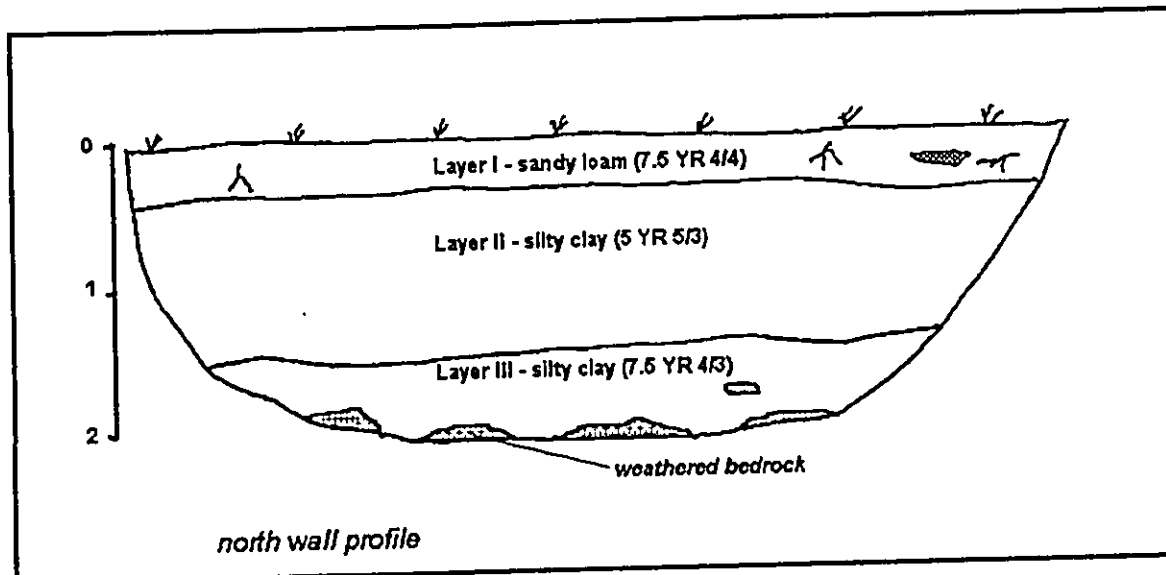 0
Layer I - sandy loam (7.5 YR 4/4)
Layer II - silty clay (5 YR 5/3)
1
Layer III - silty clay (7.5 YR 4/3)
2
weathered bedrock
north wall profile